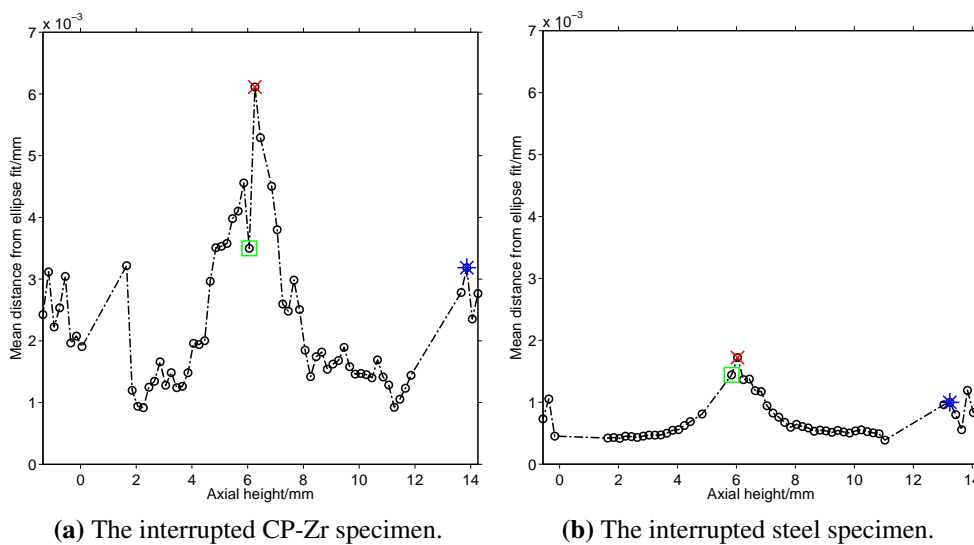 x 10⁻³
7
6
5
4
3
2
1
0
Mean distance from ellipse fit/mm
0 2 4 6 8 10 12 14
Axial height/mm
(a) The interrupted CP-Zr specimen.
x 10⁻³
7
6
5
4
3
2
1
0
Mean distance from ellipse fit/mm
0 2 4 6 8 10 12 14
Axial height/mm
(b) The interrupted steel specimen.